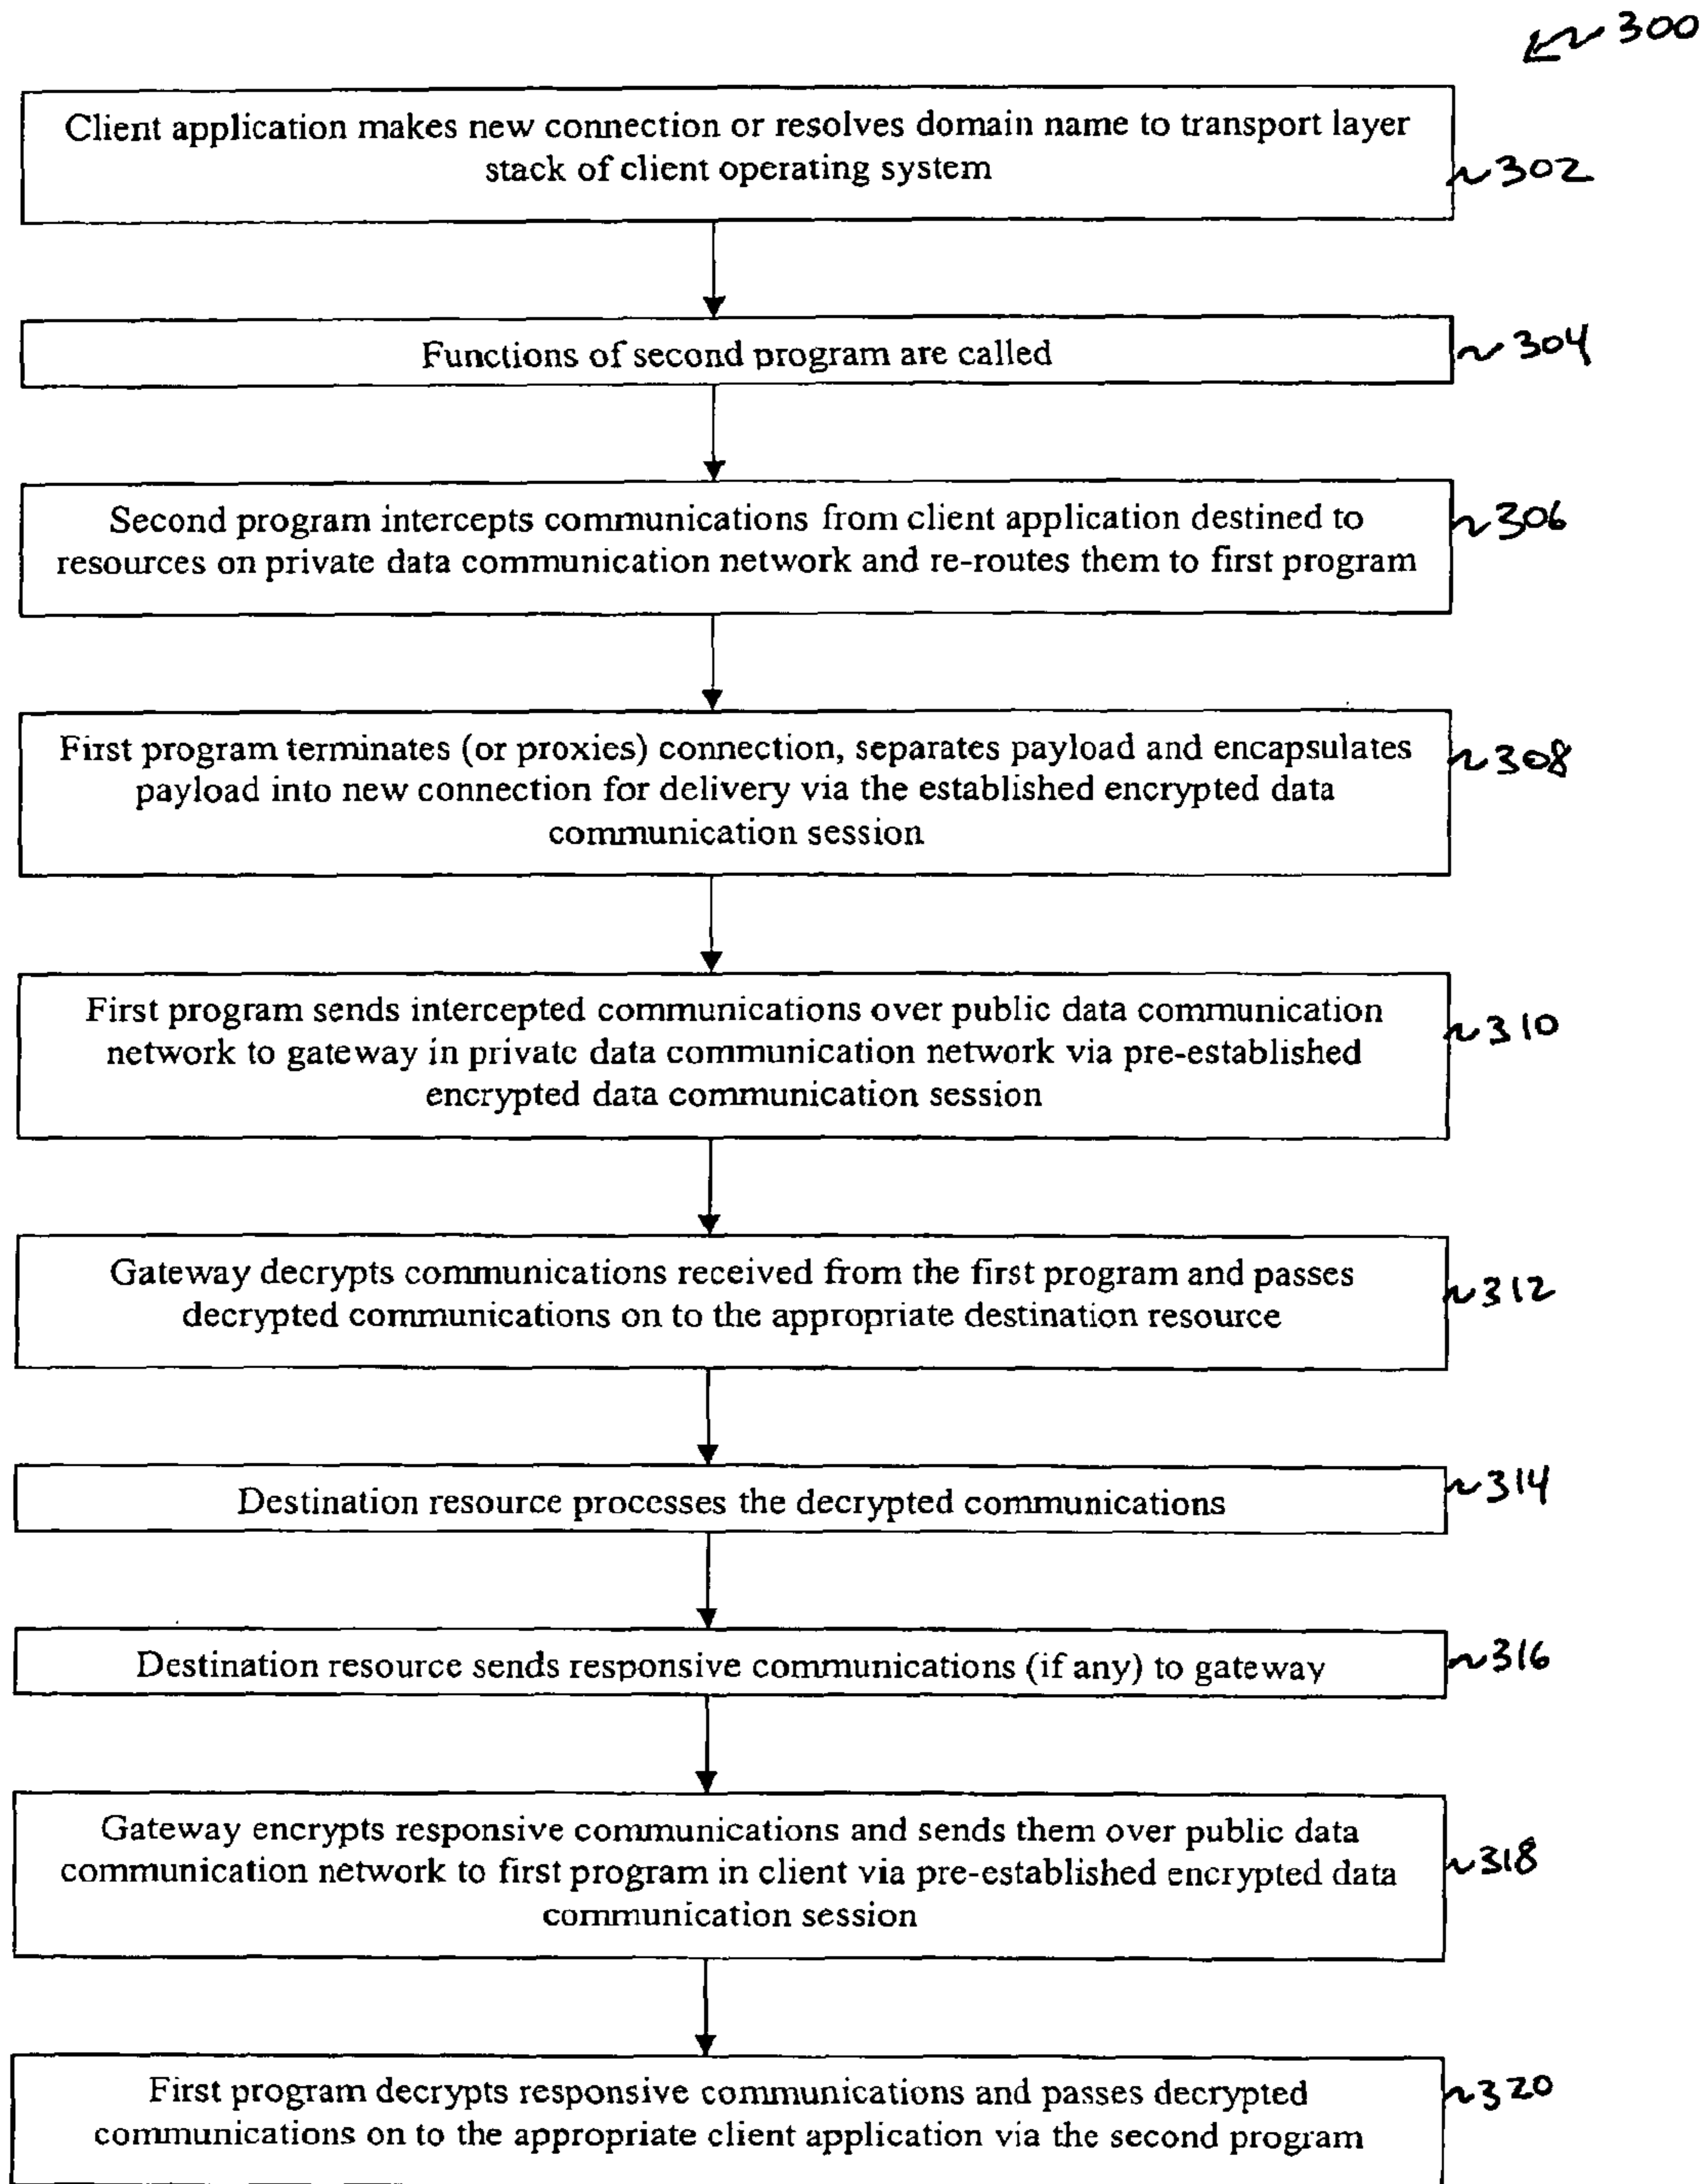 300
Client application makes new connection or resolves domain name to transport layer
stack of client operating system
302
Functions of second program are called
304
Second program intercepts communications from client application destined to
resources on private data communication network and re-routes them to first program
306
First program terminates (or proxies) connection, separates payload and encapsulates
payload into new connection for delivery via the established encrypted data
communication session
308
First program sends intercepted communications over public data communication
network to gateway in private data communication network via pre-established
encrypted data communication session
310
Gateway decrypts communications received from the first program and passes
decrypted communications on to the appropriate destination resource
312
Destination resource processes the decrypted communications
314
Destination resource sends responsive communications (if any) to gateway
316
Gateway encrypts responsive communications and sends them over public data
communication network to first program in client via pre-established encrypted data
communication session
318
First program decrypts responsive communications and passes decrypted
communications on to the appropriate client application via the second program
320